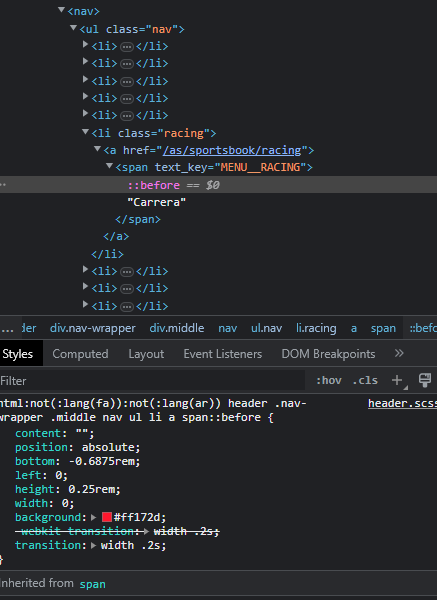 <nav>
<ul class="nav">
<li> … </li>
<li> … </li>
<li> … </li>
<li> … </li>
<li> … </li>
<li class="racing">
<a href="/as/sportsbook/racing">
<span text_key="MENU__RACING">
… ::before == $0
"Carrera"
</span>
</a>
</li>
<li> … </li>
<li> … </li>
<li> … </li>
… der div.nav-wrapper div.middle nav ul.nav li.racing a span ::befo
Styles Computed Layout Event Listeners DOM Breakpoints »
Filter :hov .cls +
html:not(:lang(fa)):not(:lang(ar)) header .nav- header.scss
wrapper .middle nav ul li a span::before {
content: "";
position: absolute;
bottom: -0.6875rem;
left: 0;
height: 0.25rem;
width: 0;
background: #ff172d;
-webkit-transition: width .2s;
transition: width .2s;
}
Inherited from span